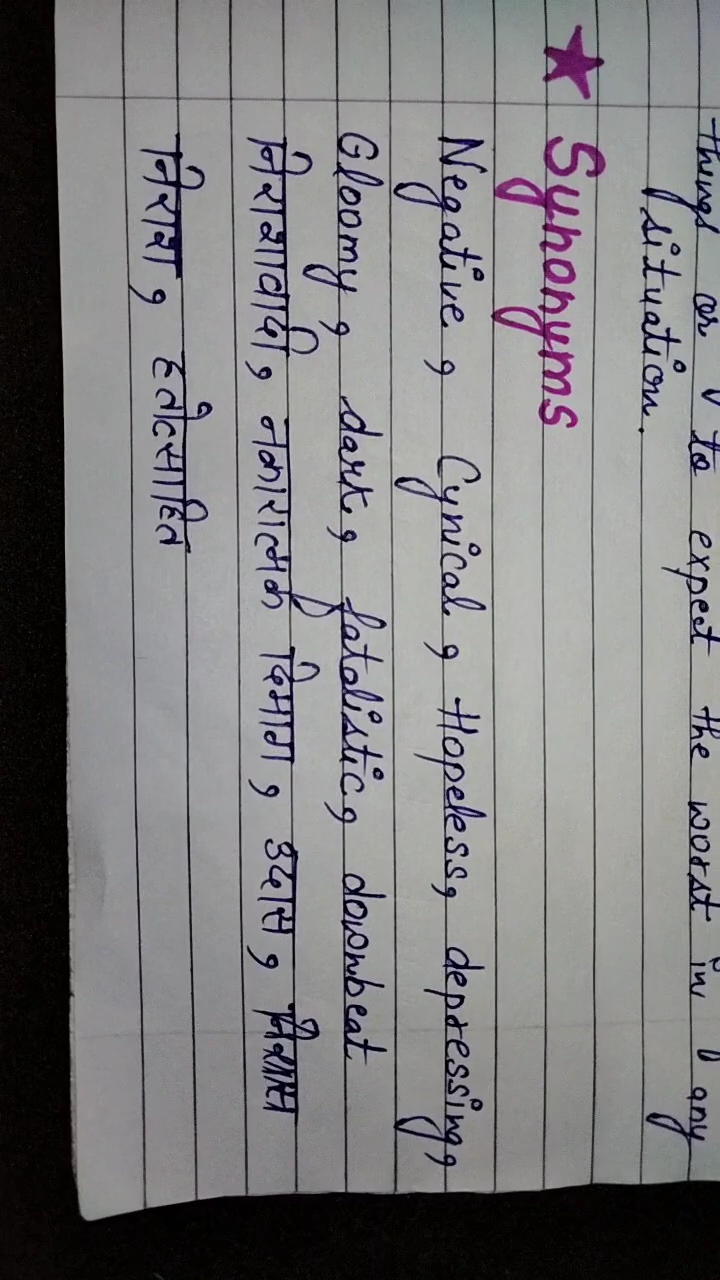 things or to expect the worst in any
situation.
★ Synonyms
Negative, Cynical, Hopeless, depressing,
Gloomy, dark, fatalistic, downbeat
निराशावादी, नकारात्मक दिमाग, उदास,
निराश, हतोत्साहित